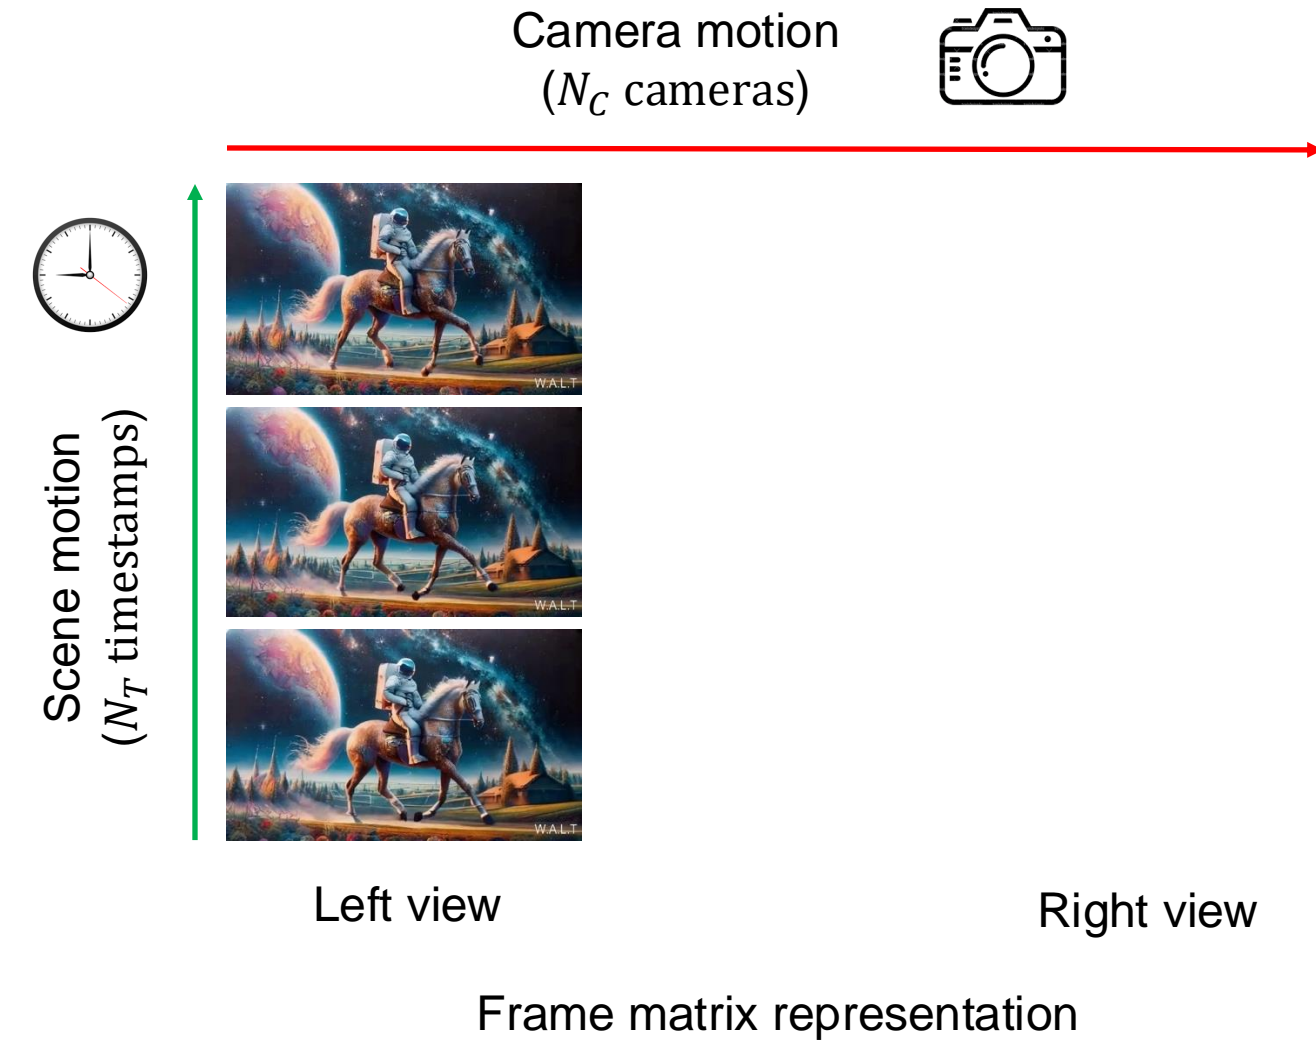 Camera motion
(N_C cameras)
Scene motion
(N_T timestamps)
W.A.L.T
W.A.L.T
W.A.L.T
Left view
Right view
Frame matrix representation